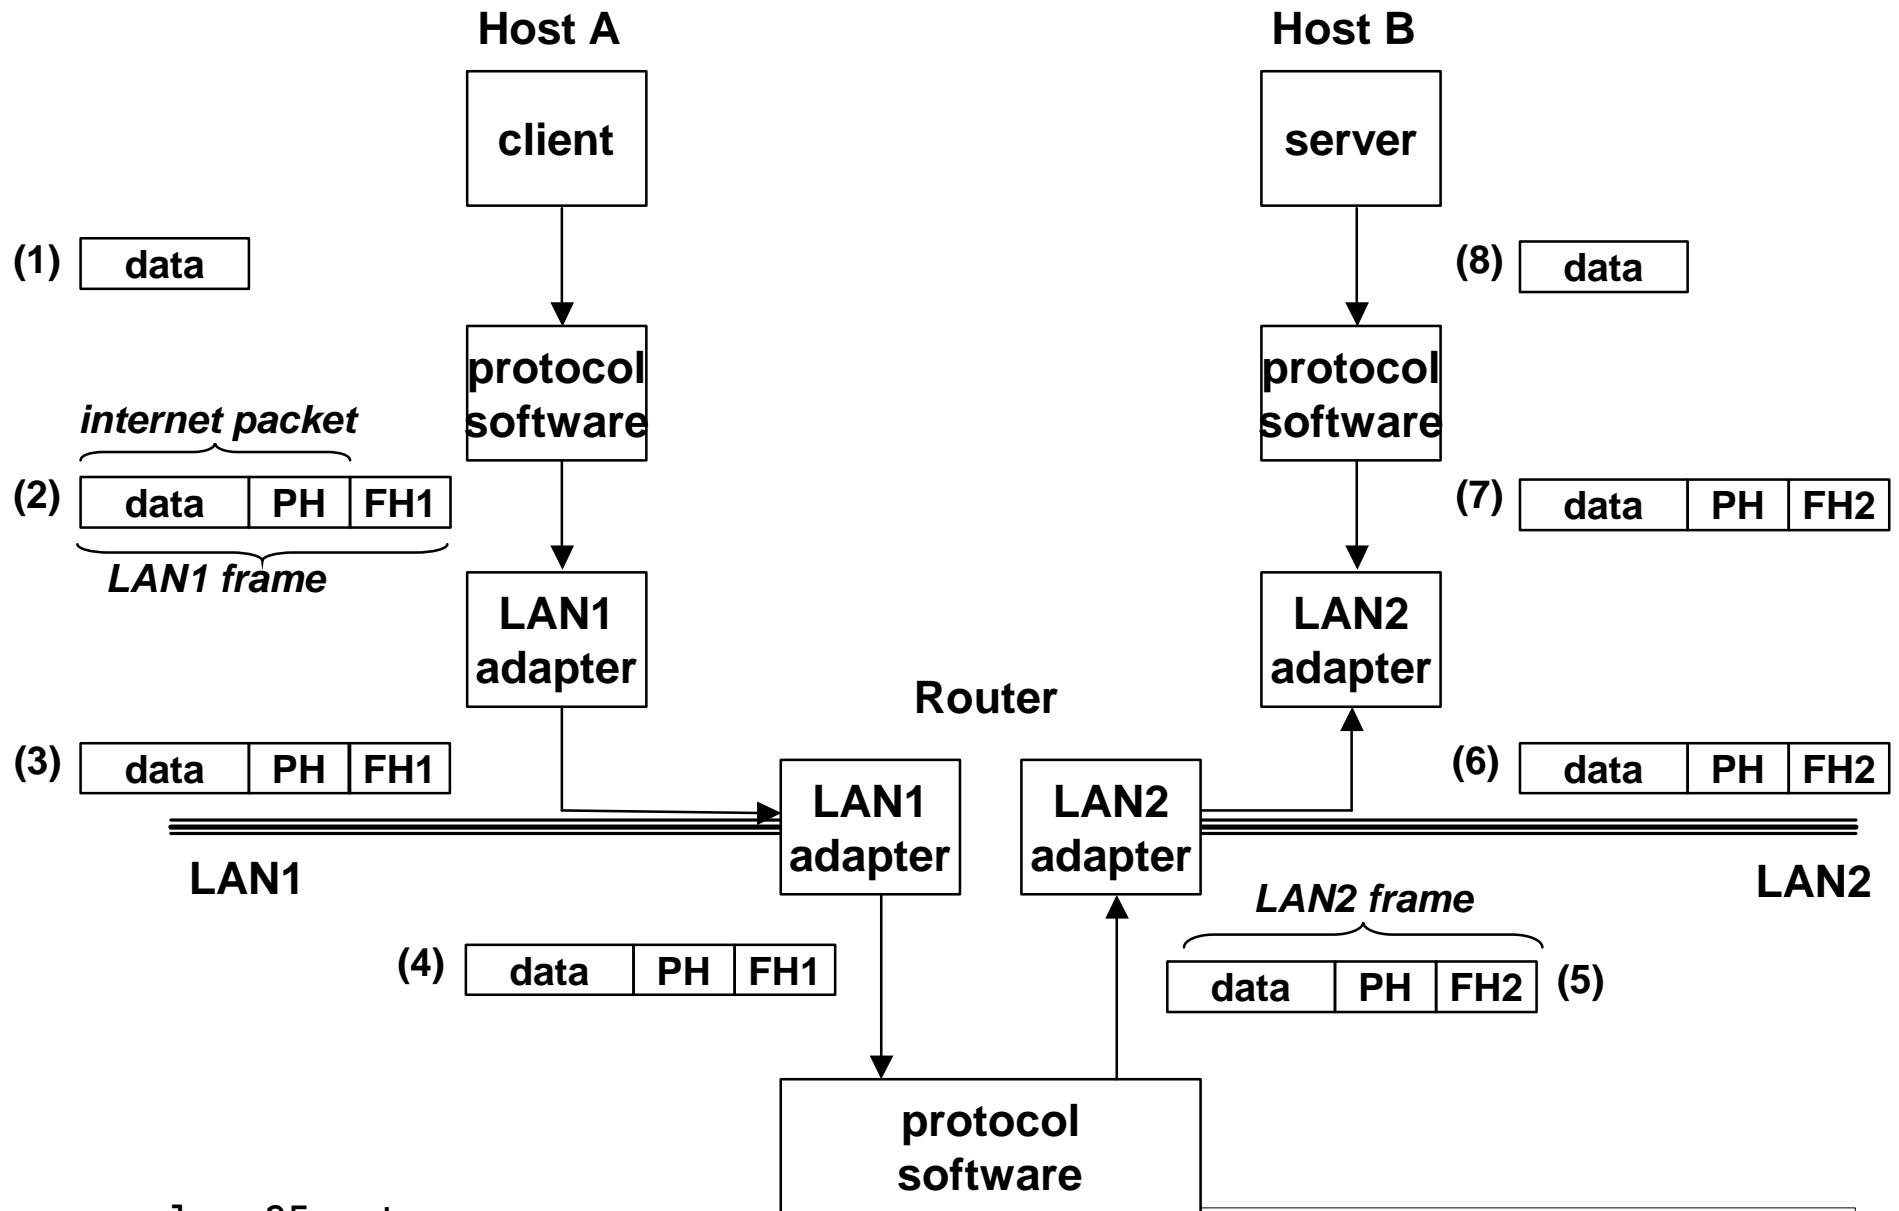 Host A
Host B
client
server
(1) data
(8) data
protocol
software
protocol
software
internet packet
(2) data PH FH1
(7) data PH FH2
LAN1 frame
LAN1
adapter
LAN2
adapter
Router
(3) data PH FH1
(6) data PH FH2
LAN1
adapter
LAN2
adapter
LAN1
LAN2
LAN2 frame
(4) data PH FH1
data PH FH2 (5)
protocol
software